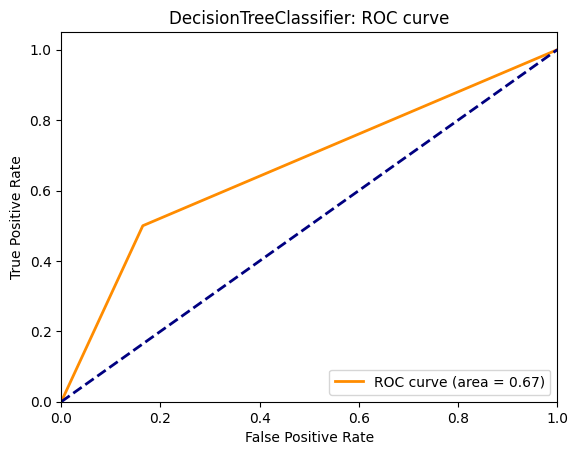 DecisionTreeClassifier: ROC curve
1.0
0.8
0.6
0.4
0.2
0.0
True Positive Rate
ROC curve (area = 0.67)
0.0 0.2 0.4 0.6 0.8 1.0
False Positive Rate